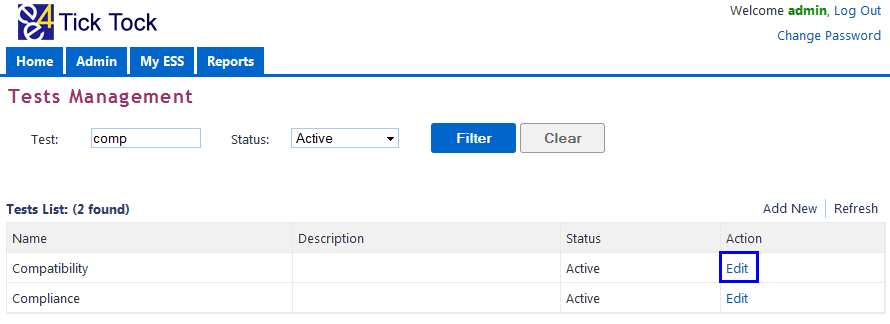 e4e Tick Tock
Welcome admin, Log Out
Change Password
Home Admin My ESS Reports
Tests Management
Test: comp Status: Active Filter Clear
Tests List: (2 found) Add New Refresh
Name Description Status Action
Compatibility Active Edit
Compliance Active Edit